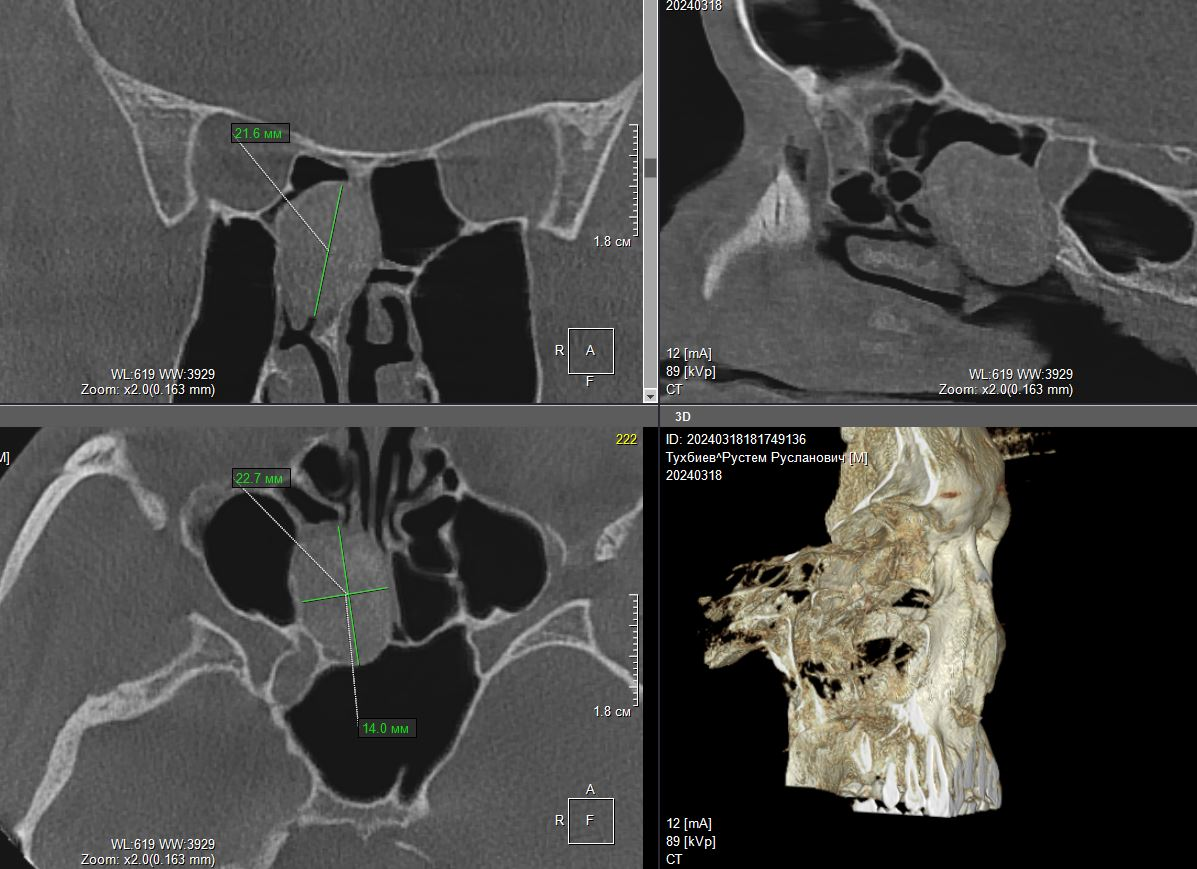 20240318
21.6 мм
1.8 см
R
A
F
WL:619 WW:3929
Zoom: x2.0(0.163 mm)
12 [mA]
89 [kVp]
CT
WL:619 WW:3929
Zoom: x2.0(0.163 mm)
3D
M]
222
22.7 мм
14.0 мм
1.8 см
A
R
F
WL:619 WW:3929
Zoom: x2.0(0.163 mm)
ID: 20240318181749136
Тухбиев^Рустем Русланович [M]
20240318
12 [mA]
89 [kVp]
CT